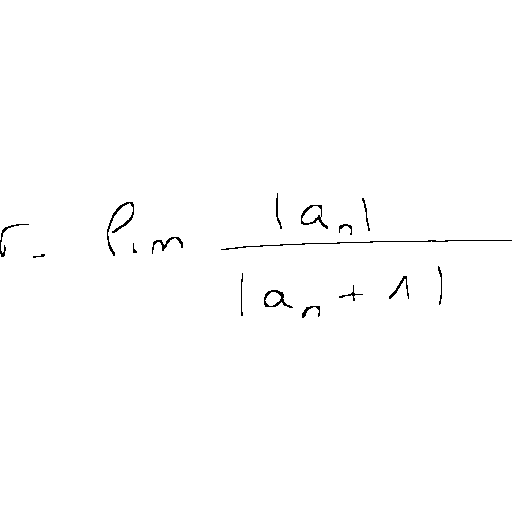 r = lim |a_n| / |a_n + 1|